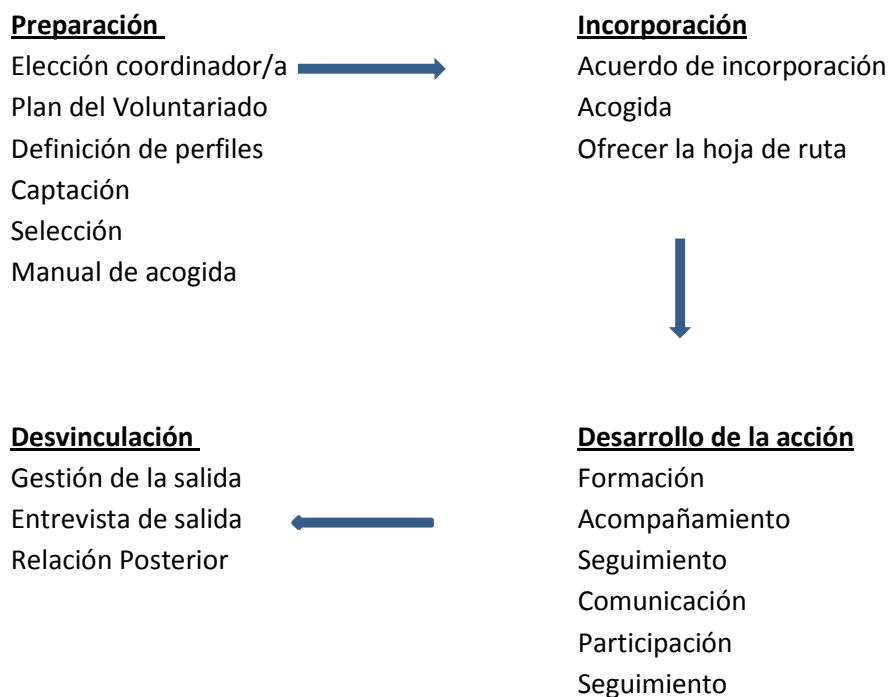 Preparación
Elección coordinador/a
Plan del Voluntariado
Definición de perfiles
Captación
Selección
Manual de acogida
Incorporación
Acuerdo de incorporación
Acogida
Ofrecer la hoja de ruta
Desarrollo de la acción
Formación
Acompañamiento
Seguimiento
Comunicación
Participación
Seguimiento
Desvinculación
Gestión de la salida
Entrevista de salida
Relación Posterior